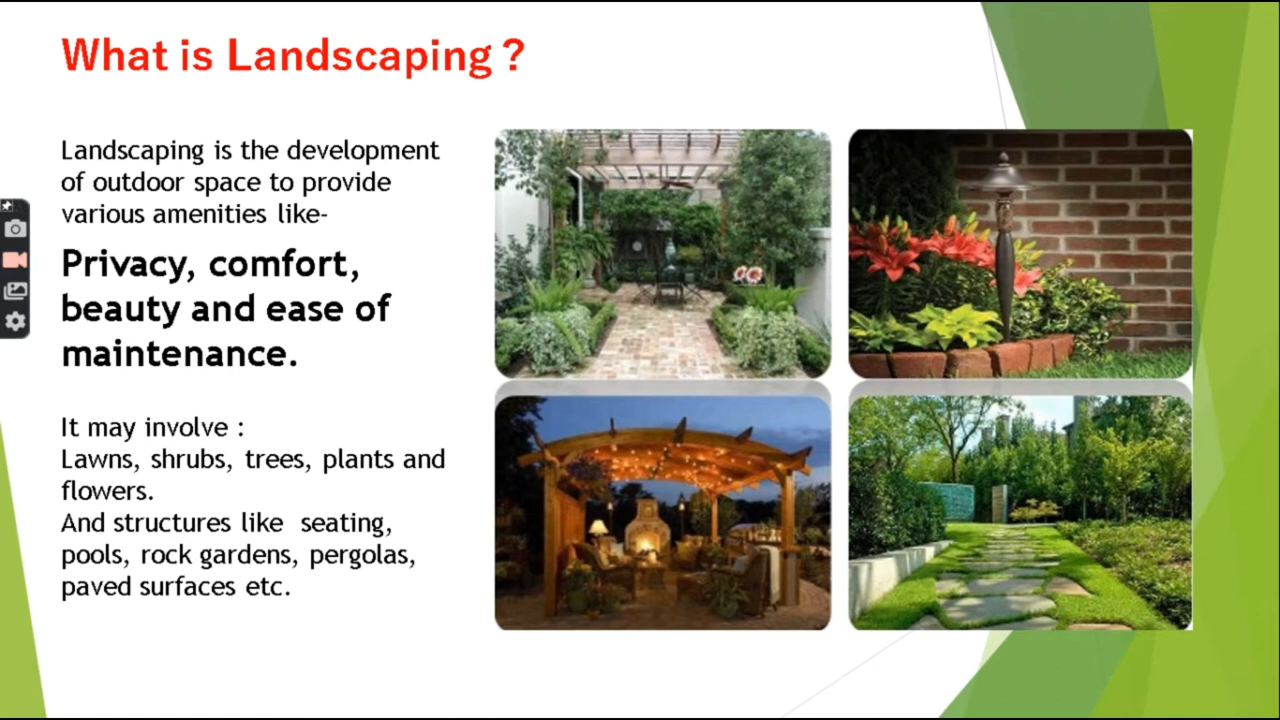 What is Landscaping ?
Landscaping is the development
of outdoor space to provide
various amenities like-
Privacy, comfort,
beauty and ease of
maintenance.
It may involve :
Lawns, shrubs, trees, plants and
flowers.
And structures like  seating,
pools, rock gardens, pergolas,
paved surfaces etc.